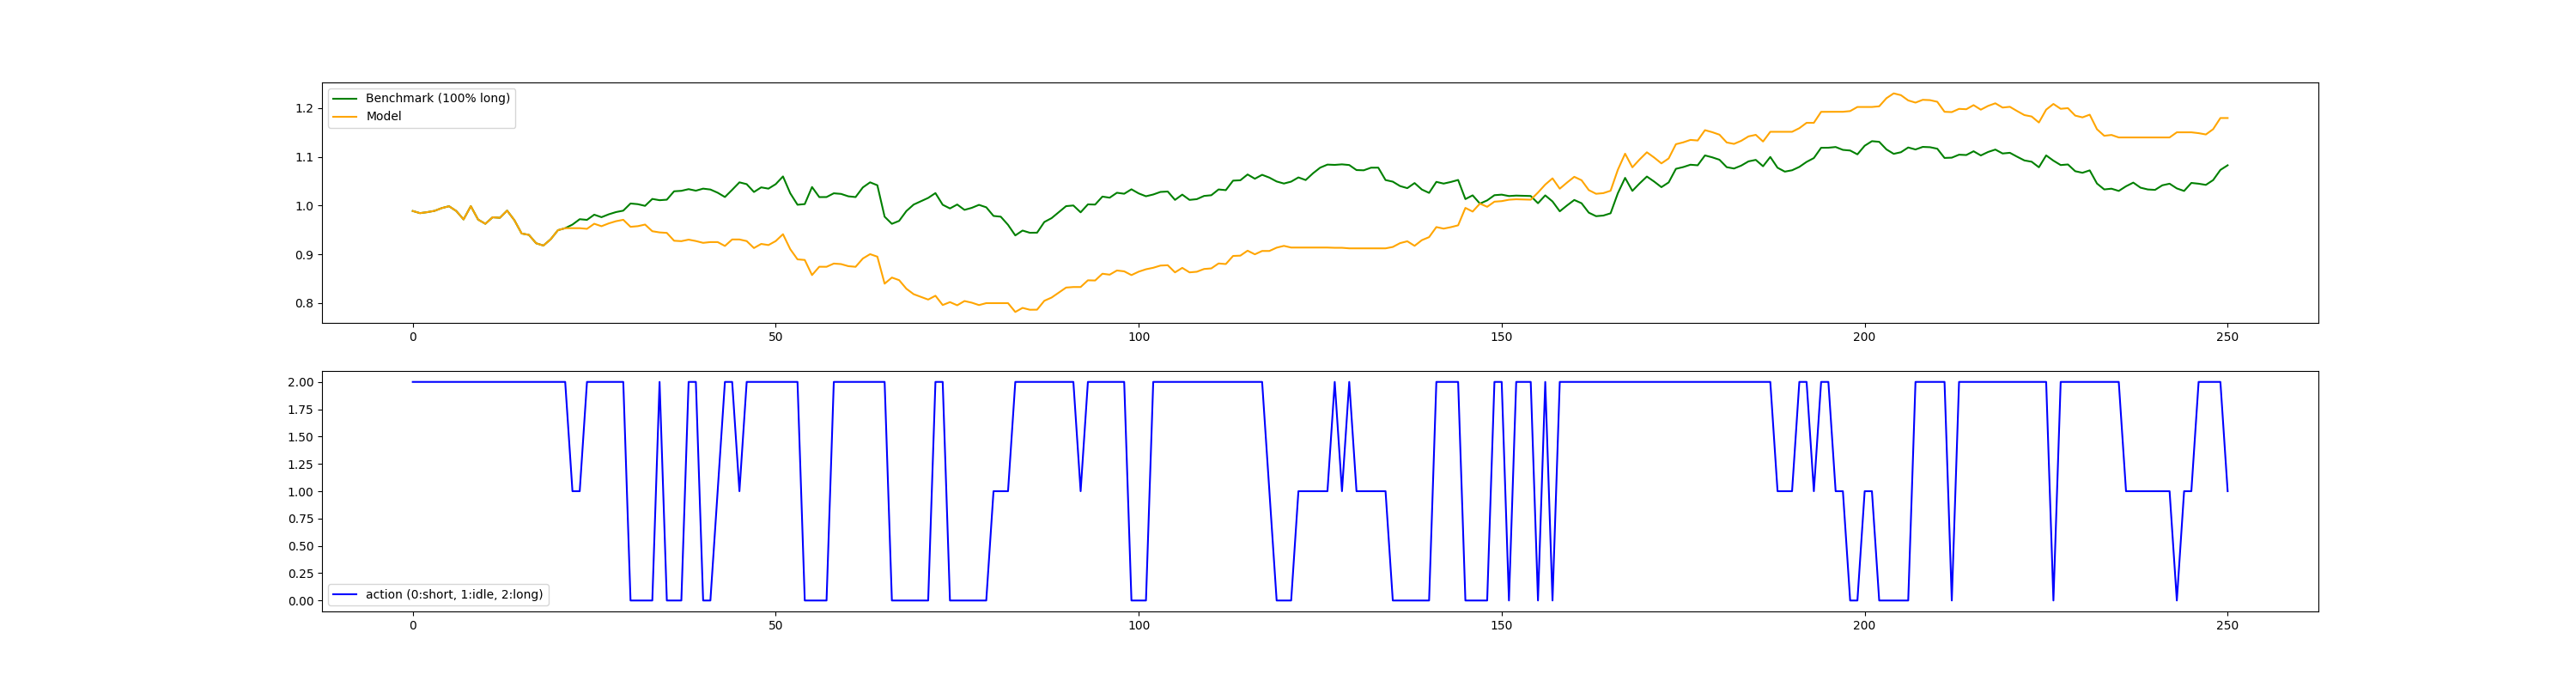 Benchmark (100% long)
Model
1.2
1.1
1.0
0.9
0.8
0 50 100 150 200 250
2.00
1.75
1.50
1.25
1.00
0.75
0.50
0.25
0.00
action (0:short, 1:idle, 2:long)
0 50 100 150 200 250